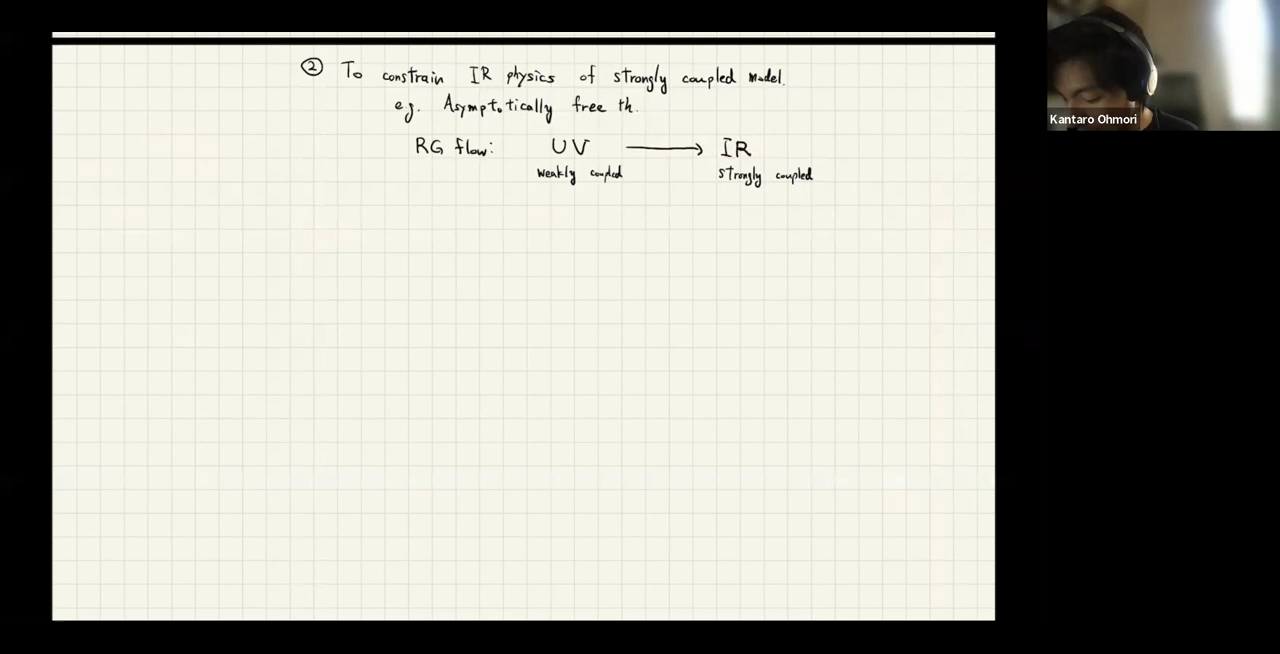 ② To constrain IR physics of strongly coupled model.
e.g. Asymptotically free th.
RG flow: UV → IR
weakly coupled strongly coupled
Kantaro Ohmori